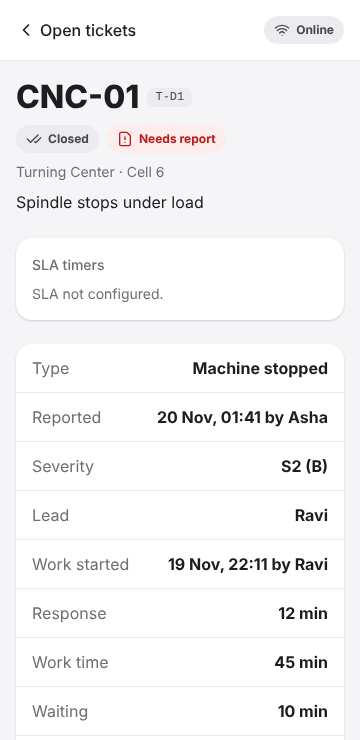 Open tickets
Online
CNC-01 T-D1
Closed Needs report
Turning Center · Cell 6
Spindle stops under load
SLA timers
SLA not configured.
Type Machine stopped
Reported 20 Nov, 01:41 by Asha
Severity S2 (B)
Lead Ravi
Work started 19 Nov, 22:11 by Ravi
Response 12 min
Work time 45 min
Waiting 10 min